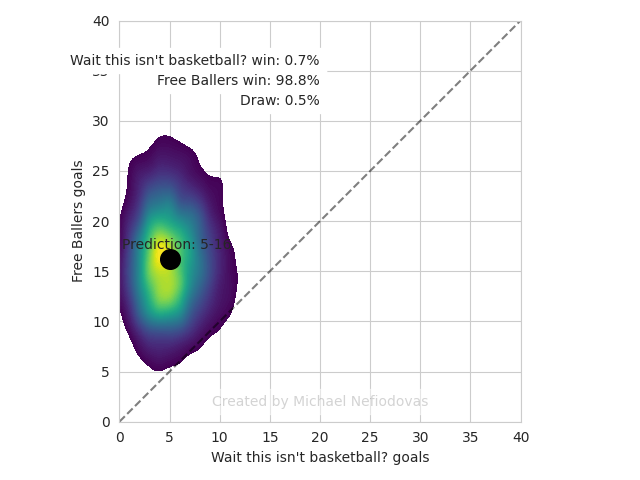 40
Wait this isn't basketball? win: 0.7%
Free Ballers win: 98.8%
Draw: 0.5%
30
25
20
15
10
5
0
Free Ballers goals
Prediction: 5-1
Created by Michael Nefiodovas
0 5 10 15 20 25 30 35 40
Wait this isn't basketball? goals